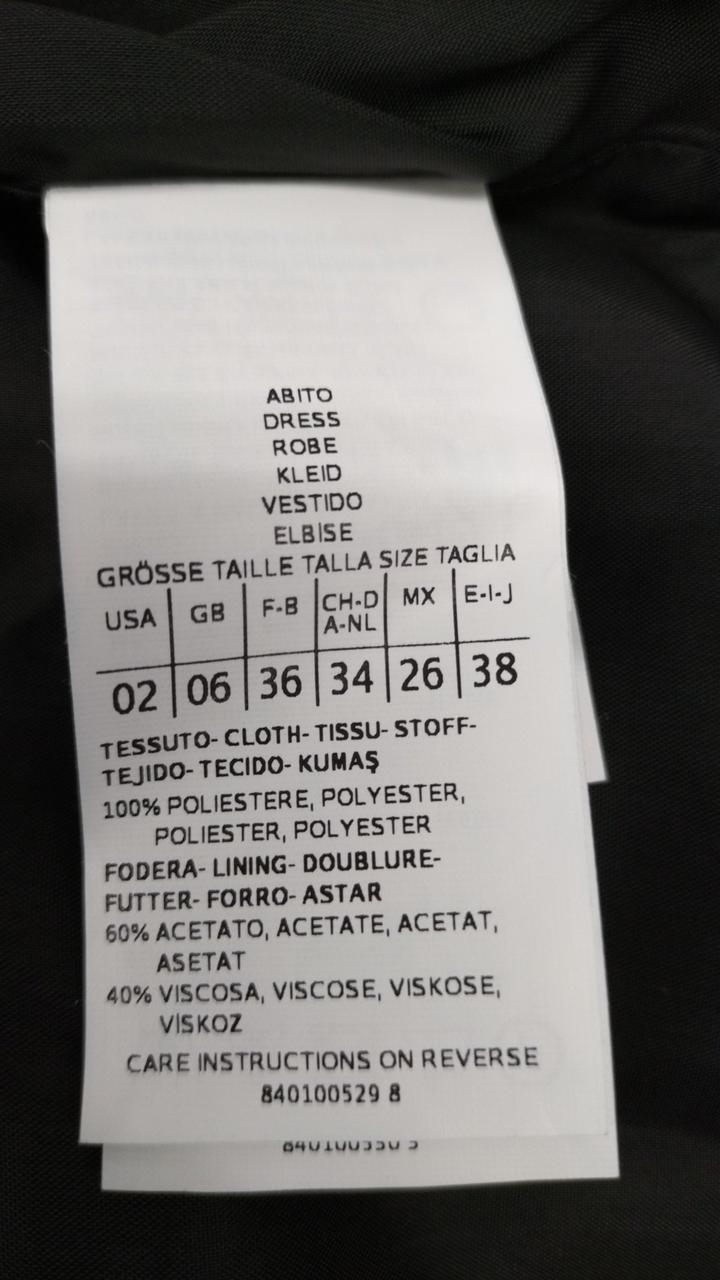 ABITO
DRESS
ROBE
KLEID
VESTIDO
ELBİSE
GRÖSSE TAILLE TALLA SIZE TAGLIA
USA GB F-B CH-D A-NL MX E-I-J
02 06 36 34 26 38
TESSUTO- CLOTH- TISSU- STOFF-
TEJIDO- TECIDO- KUMAŞ
100% POLIESTERE, POLYESTER,
POLIESTER, POLYESTER
FODERA- LINING- DOUBLURE-
FUTTER- FORRO- ASTAR
60% ACETATO, ACETATE, ACETAT,
ASETAT
40% VISCOSA, VISCOSE, VISKOSE,
VİSKOZ
CARE INSTRUCTIONS ON REVERSE
840100529 8